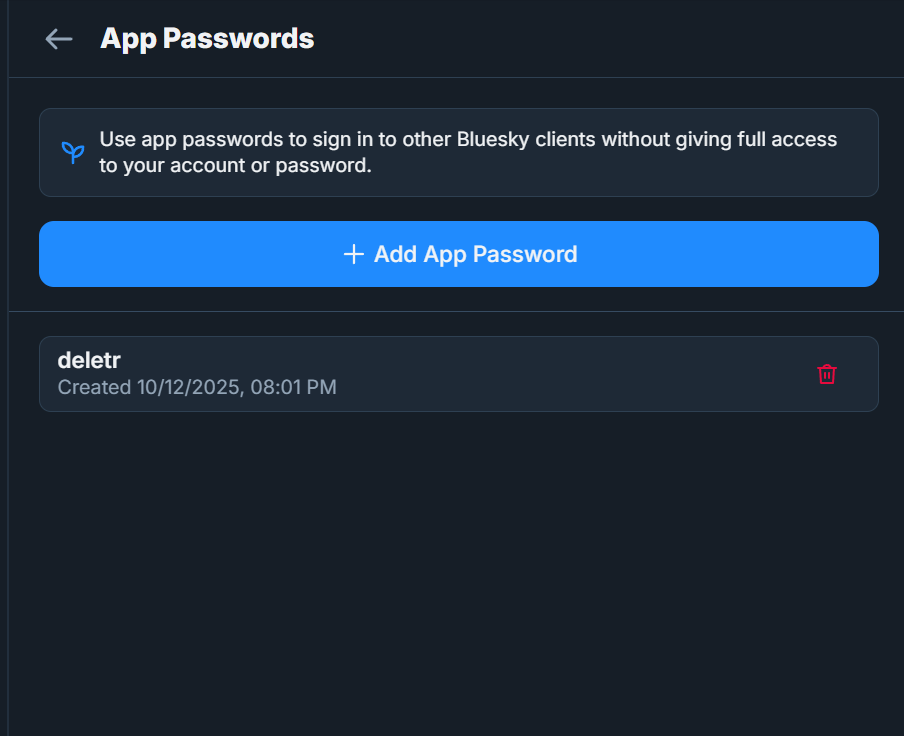 App Passwords
Use app passwords to sign in to other Bluesky clients without giving full access
to your account or password.
Add App Password
deletr
Created 10/12/2025, 08:01 PM